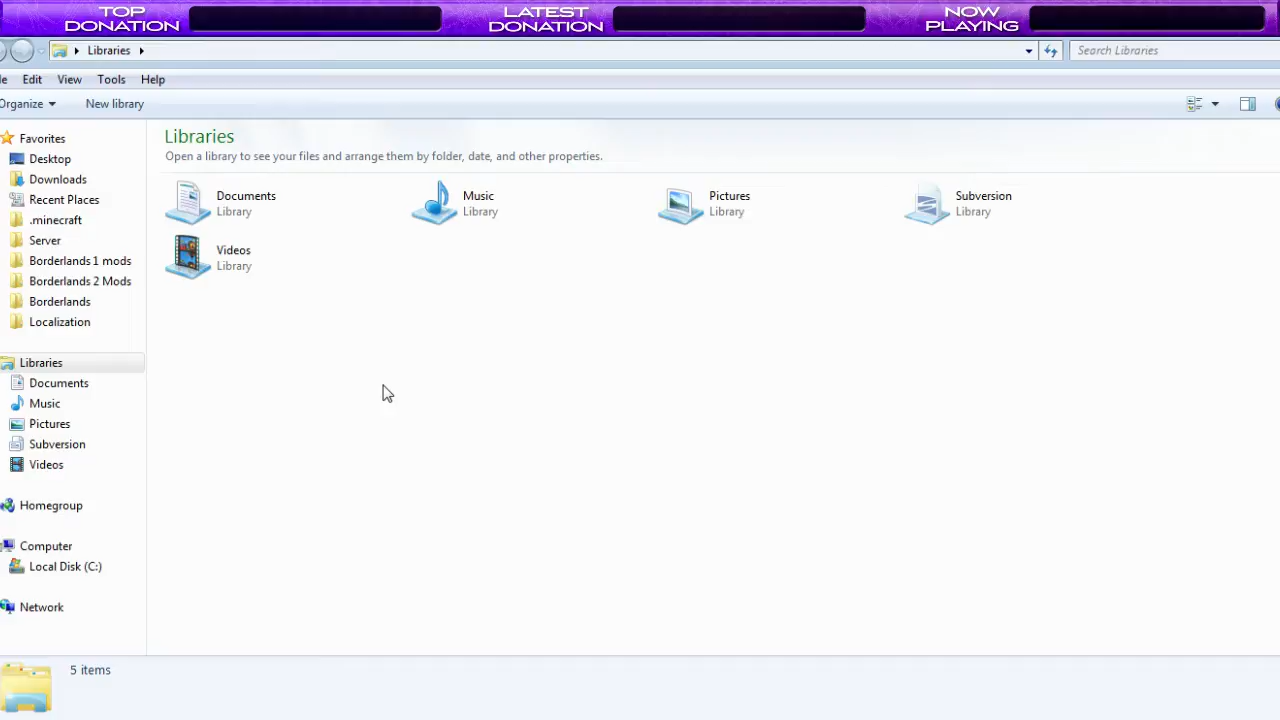 TOP DONATION
LATEST DONATION
NOW PLAYING
Libraries
Search Libraries
le Edit View Tools Help
Organize New library
Favorites
Desktop
Downloads
Recent Places
.minecraft
Server
Borderlands 1 mods
Borderlands 2 Mods
Borderlands
Localization
Libraries
Documents
Music
Pictures
Subversion
Videos
Homegroup
Computer
Local Disk (C:)
Network
Libraries
Open a library to see your files and arrange them by folder, date, and other properties.
Documents
Library
Music
Library
Pictures
Library
Subversion
Library
Videos
Library
5 items